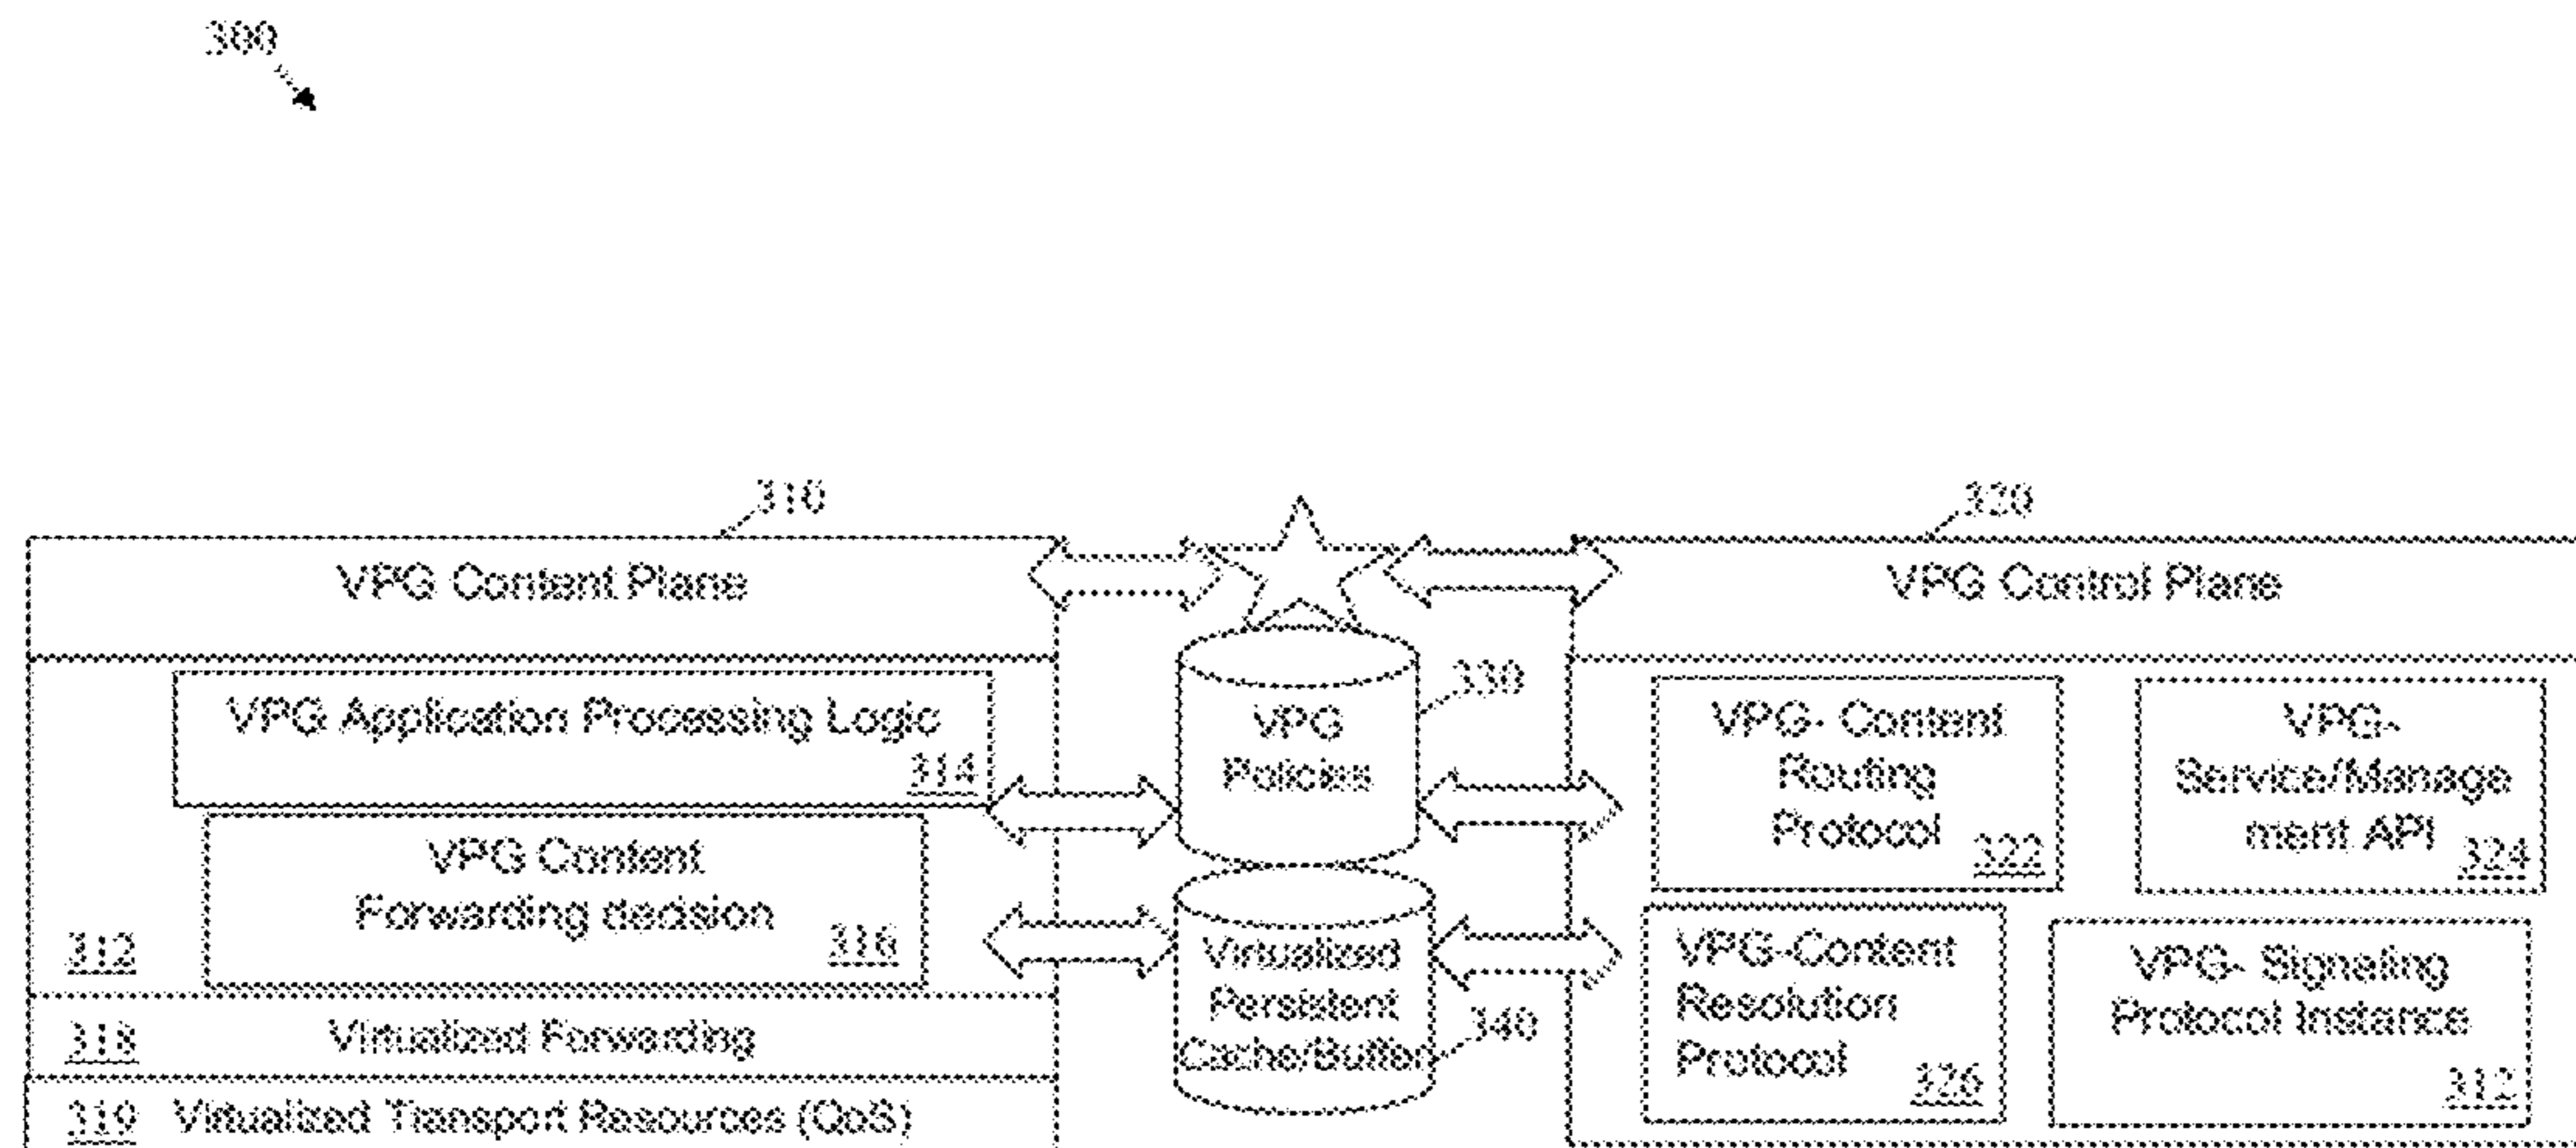 300
310
320
VPG Content Plane
VPG Control Plane
VPG Application Processing Logic
314
VPG Content
Forwarding decision
316
312
318
Virtualized Forwarding
319 Virtualized Transport Resources (QoS)
330
VPG
Policies
Virtualized
Persistent
Cache/Buffer
340
VPG- Content
Routing
Protocol
322
VPG-
Service/Manage
ment API
324
VPG-Content
Resolution
Protocol
326
VPG- Signaling
Protocol Instance
312